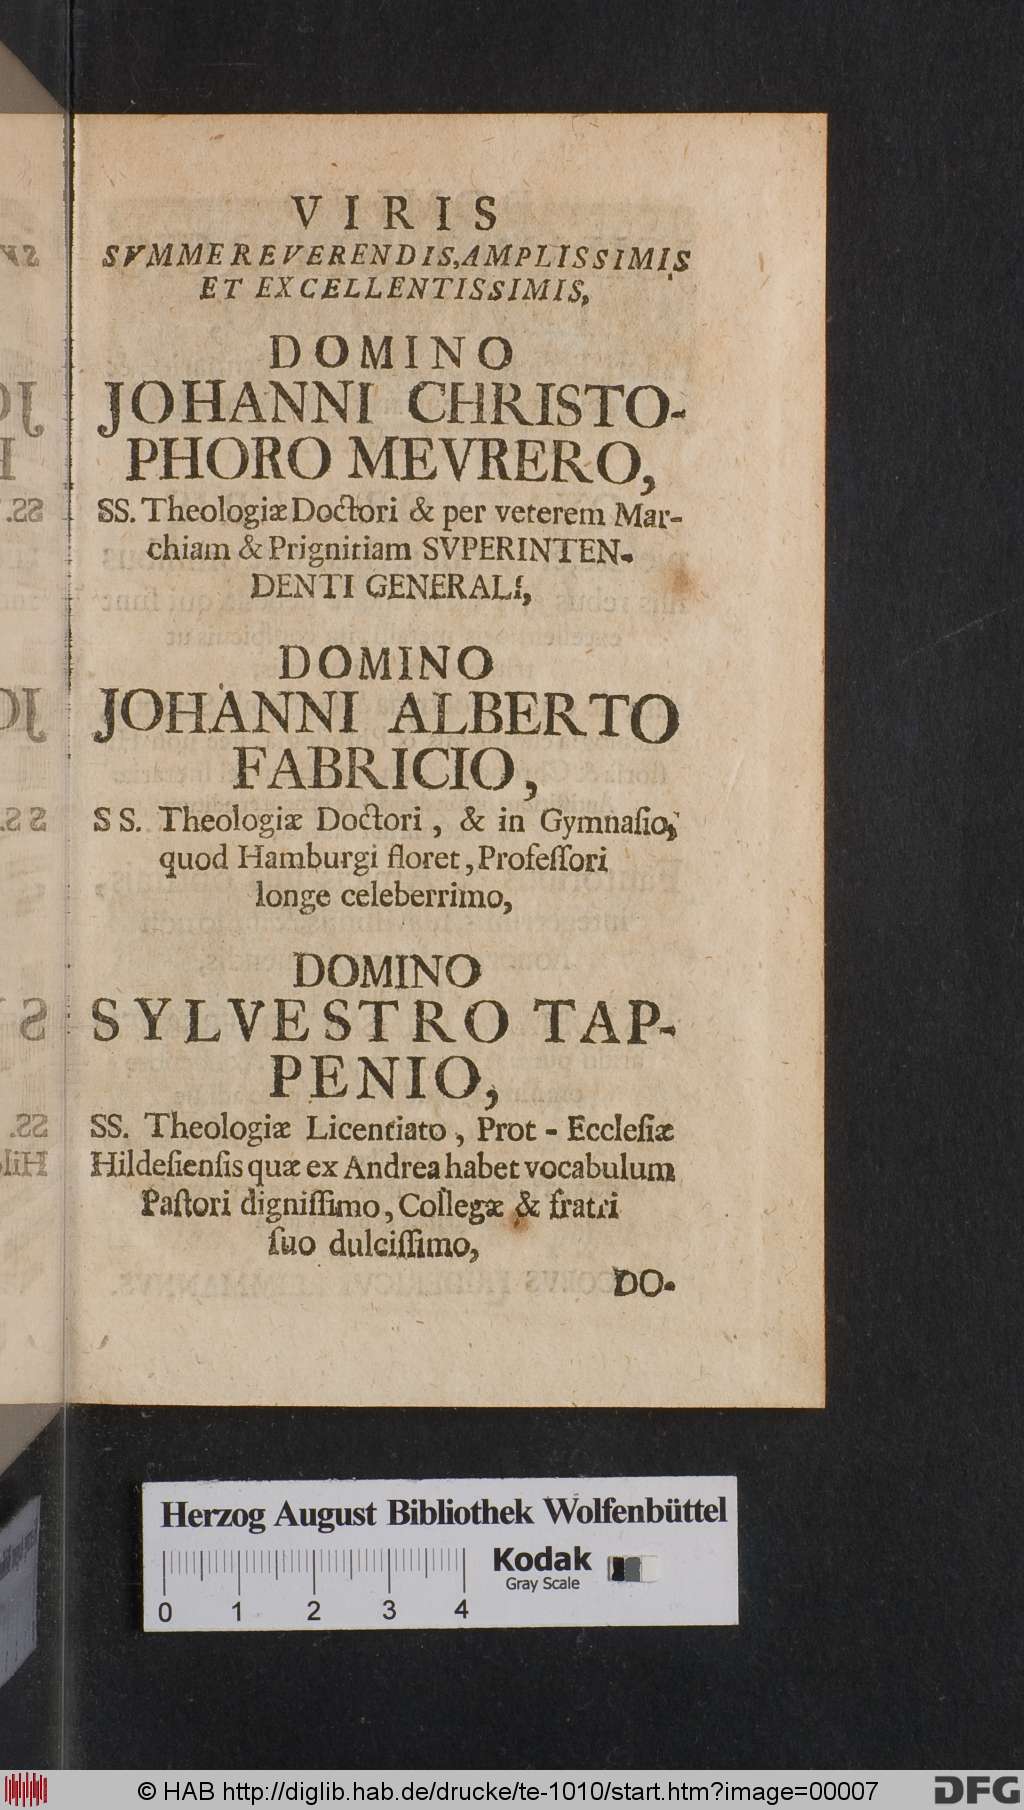 VIRIS
SVMME REVERENDIS, AMPLISSIMIS
ET EXCELLENTISSIMIS,
DOMINO
JOHANNI CHRISTO-
PHORO MEVRERO,
SS. Theologiæ Doctori & per veterem Mar-
chiam & Prignitiam SVPERINTEN-
DENTI GENERALI,
DOMINO
JOHANNI ALBERTO
FABRICIO,
SS. Theologiæ Doctori, & in Gymnaſio,
quod Hamburgi floret, Profeſſori
longe celeberrimo,
DOMINO
SYLVESTRO TAP-
PENIO,
SS. Theologiæ Licentiato, Prot-Eccleſiæ
Hildeſienſis quæ ex Andrea habet vocabulum
Paſtori digniſſimo, Collegæ & fratri
ſuo dulciſſimo,
DO-
Herzog August Bibliothek Wolfenbüttel
Kodak
Gray Scale
0 1 2 3 4
© HAB http://diglib.hab.de/drucke/te-1010/start.htm?image=00007
DFG